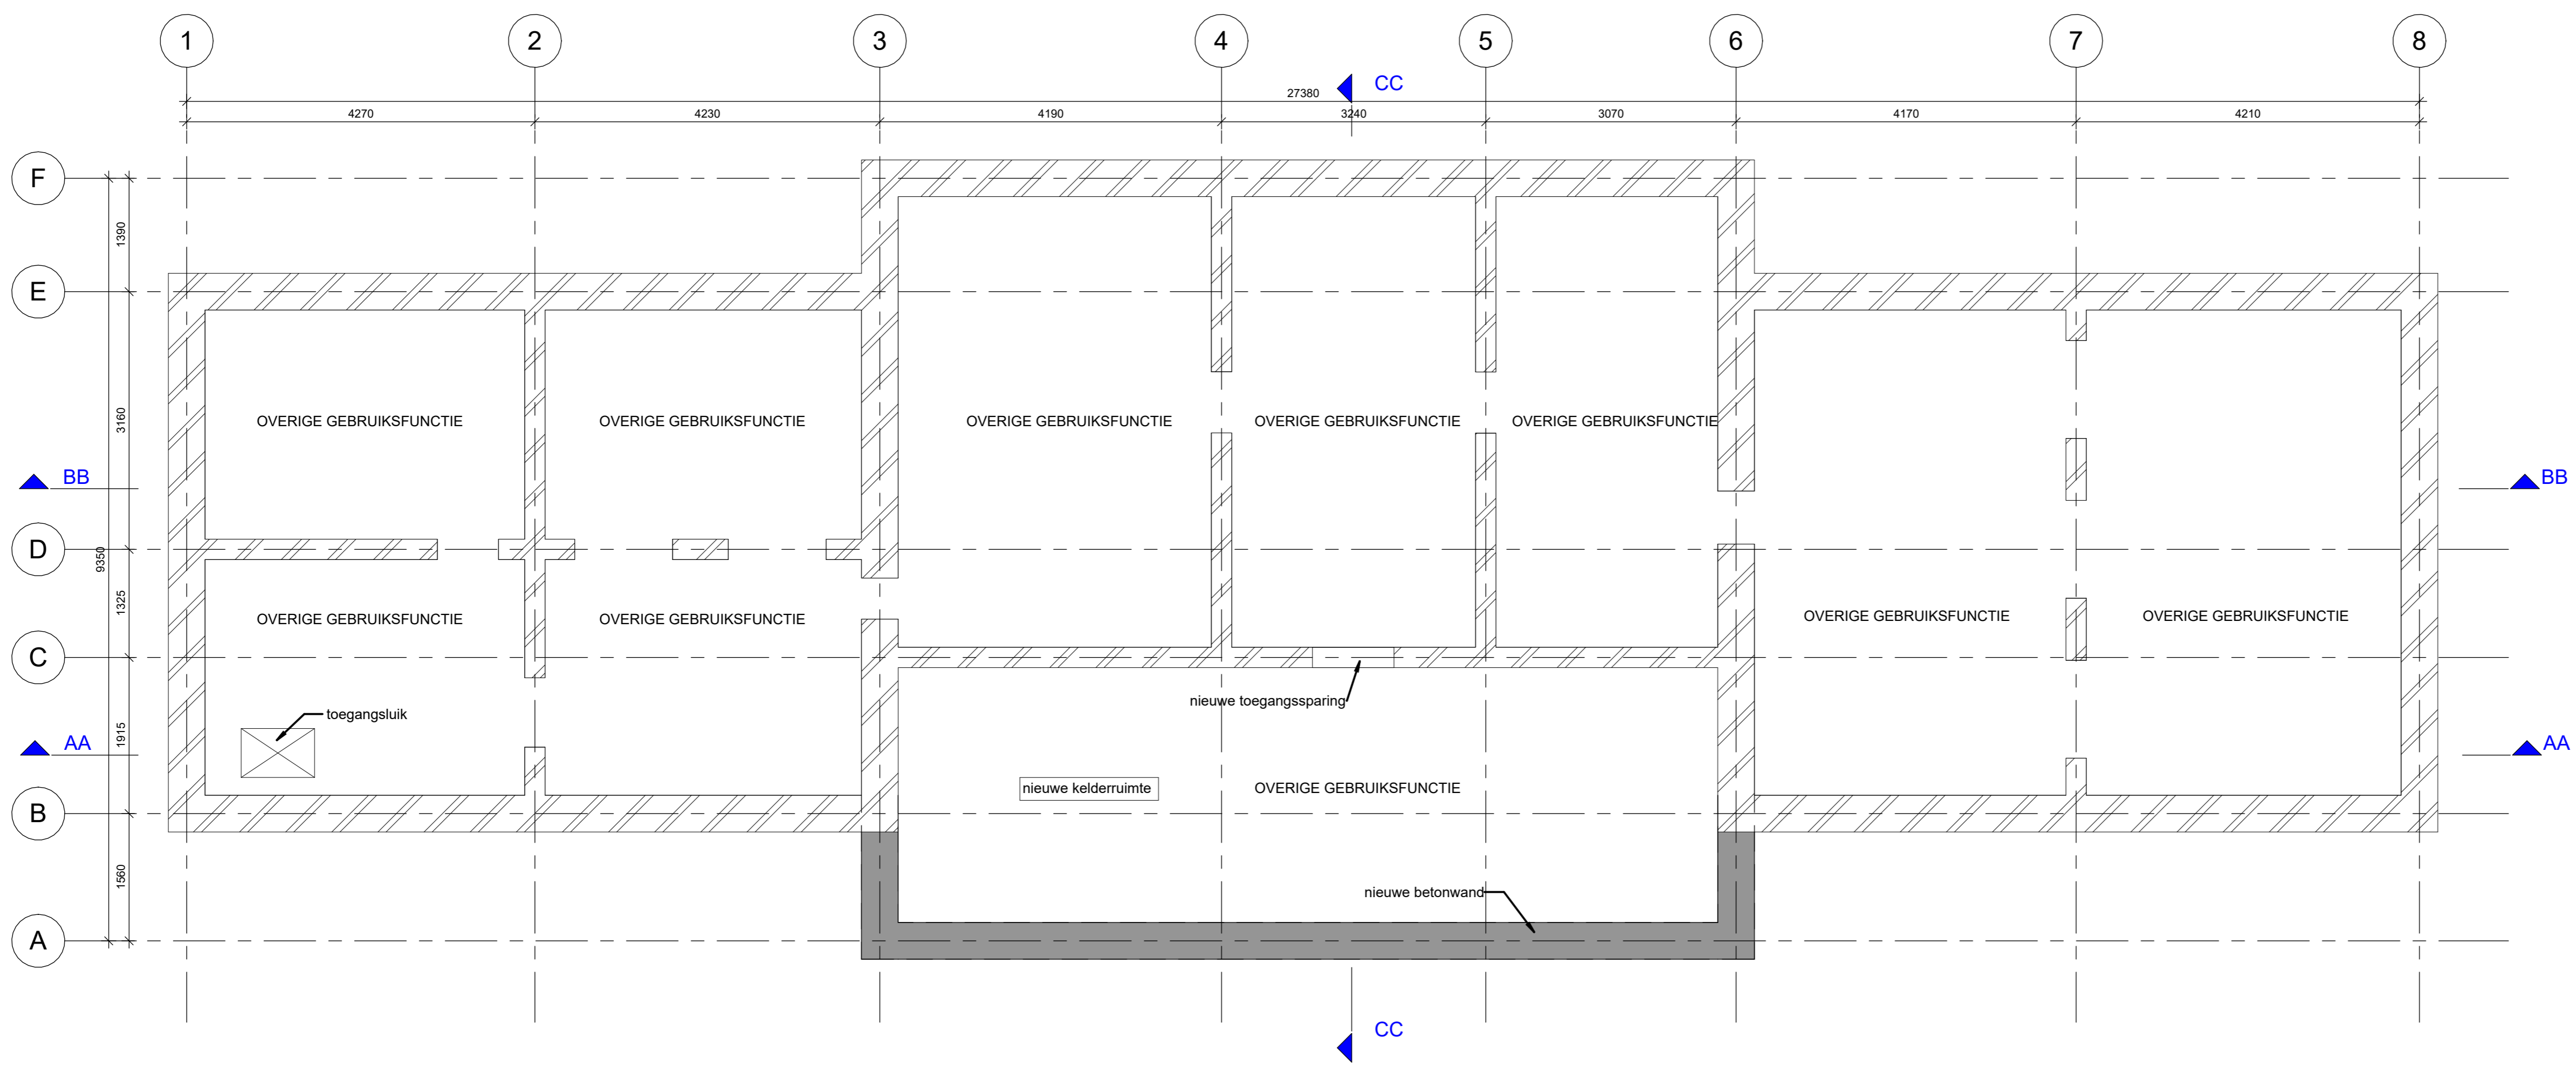 1 2 3 4 5 6 7 8
CC
27380
4270 4230 4190 3240 3070 4170 4210
F
1390
E
3160
OVERIGE GEBRUIKSFUNCTIE OVERIGE GEBRUIKSFUNCTIE OVERIGE GEBRUIKSFUNCTIE OVERIGE GEBRUIKSFUNCTIE OVERIGE GEBRUIKSFUNCTIE
BB BB
D
9350
1325
OVERIGE GEBRUIKSFUNCTIE OVERIGE GEBRUIKSFUNCTIE OVERIGE GEBRUIKSFUNCTIE OVERIGE GEBRUIKSFUNCTIE
C
nieuwe toegangssparing
toegangsluik
1915
AA AA
nieuwe kelderruimte OVERIGE GEBRUIKSFUNCTIE
B
1560
nieuwe betonwand
A
CC